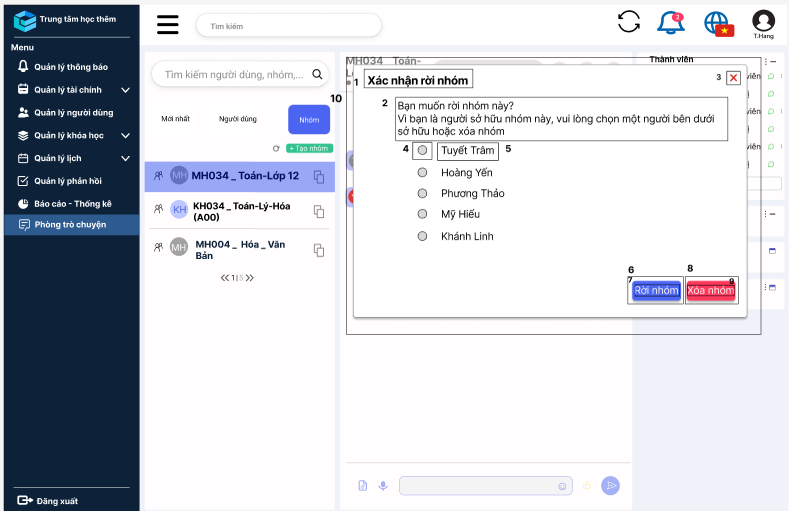 Trung tâm học thêm
Menu
Quản lý thông báo
Quản lý tài chính
Quản lý người dùng
Quản lý khóa học
Quản lý lịch
Quản lý phản hồi
Báo cáo - Thống kê
Phòng trò chuyện
Đăng xuất
Tìm kiếm
2
T.Hang
Tìm kiếm người dùng, nhóm,...
10
Mới nhất
Người dùng
Nhóm
+ Tạo nhóm
MH
MH034 _ Toán-Lớp 12
KH
KH034 _ Toán-Lý-Hóa
(A00)
MH
MH004 _ Hóa _ Văn
Bản
1|5
MH034 Toán-
1
Xác nhận rời nhóm
3
2
Bạn muốn rời nhóm này?
Vì bạn là người sở hữu nhóm này, vui lòng chọn một người bên dưới
sở hữu hoặc xóa nhóm
4
Tuyết Trâm
5
Hoàng Yến
Phương Thảo
Mỹ Hiếu
Khánh Linh
6
7
Rời nhóm
8
9
Xóa nhóm
Thành viên
viên
viên